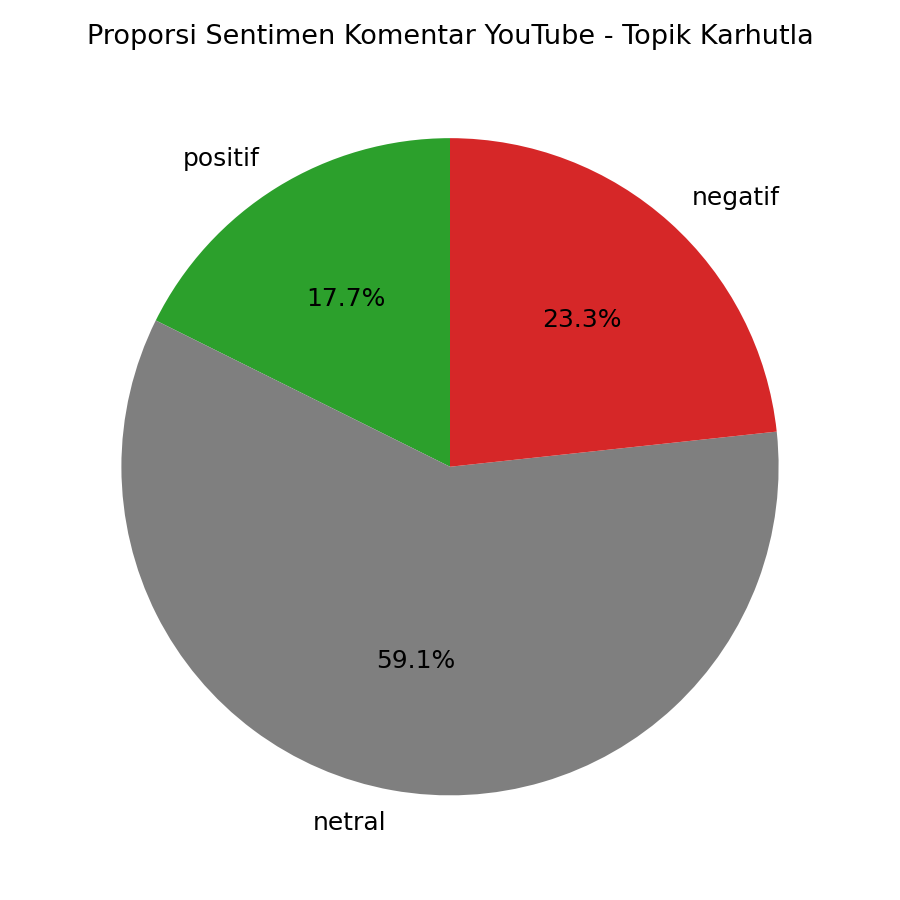 Proporsi Sentimen Komentar YouTube - Topik Karhutla
positif
negatif
17.7%
23.3%
59.1%
netral